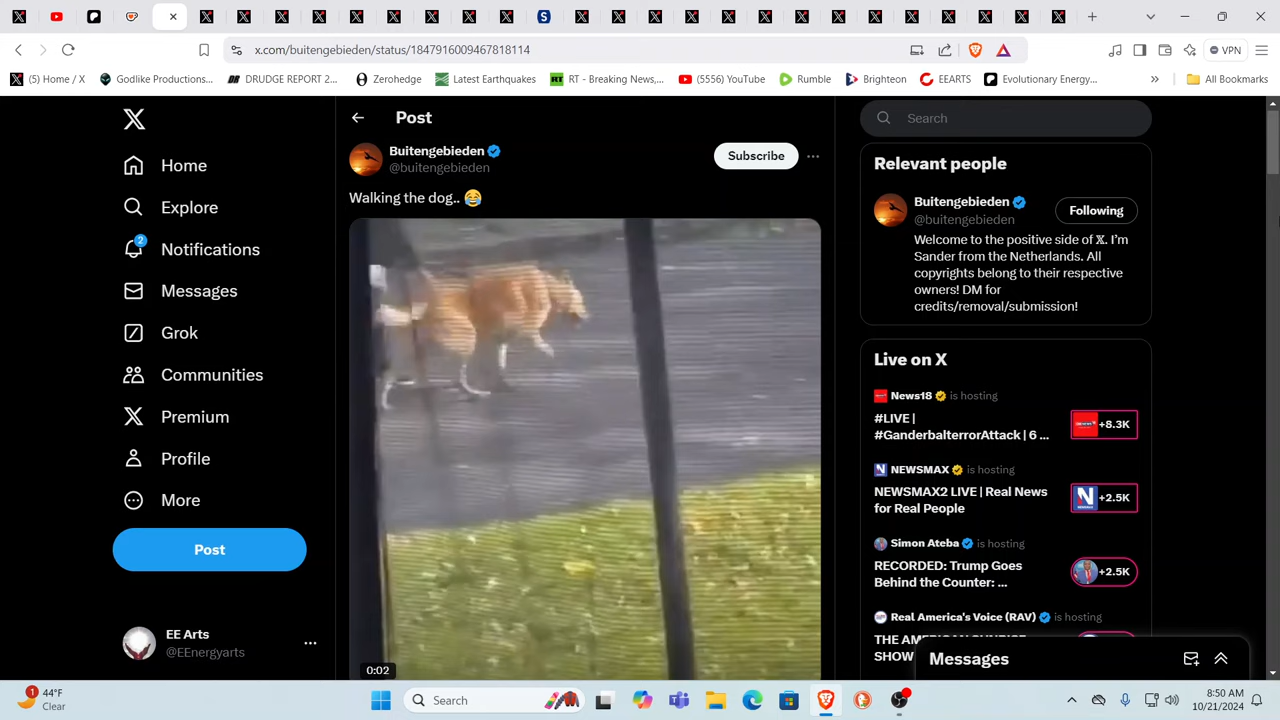 x.com/buitengebieden/status/1847916009467818114
VPN
(5) Home / X
Godlike Productions...
DRUDGE REPORT 2...
Zerohedge
Latest Earthquakes
RT - Breaking News,...
(5555) YouTube
Rumble
Brighteon
EEARTS
Evolutionary Energy...
»
All Bookmarks
Home
Explore
2
Notifications
Messages
Grok
Communities
Premium
Profile
More
Post
EE Arts
@EEnergyarts
Post
Buitengebieden
@buitengebieden
Subscribe
Walking the dog.. 😂
0:02
Search
Relevant people
Buitengebieden
@buitengebieden
Following
Welcome to the positive side of 𝕏. I'm
Sander from the Netherlands. All
copyrights belong to their respective
owners! DM for
credits/removal/submission!
Live on X
News18 is hosting
#LIVE |
#GanderbalterrorAttack | 6 ...
+8.3K
NEWSMAX is hosting
NEWSMAX2 LIVE | Real News
for Real People
+2.5K
Simon Ateba is hosting
RECORDED: Trump Goes
Behind the Counter: ...
+2.5K
Real America's Voice (RAV) is hosting
THE AMERICAN SUNRISE
SHOW
Messages
1
44°F
Clear
Search
8:50 AM
10/21/2024